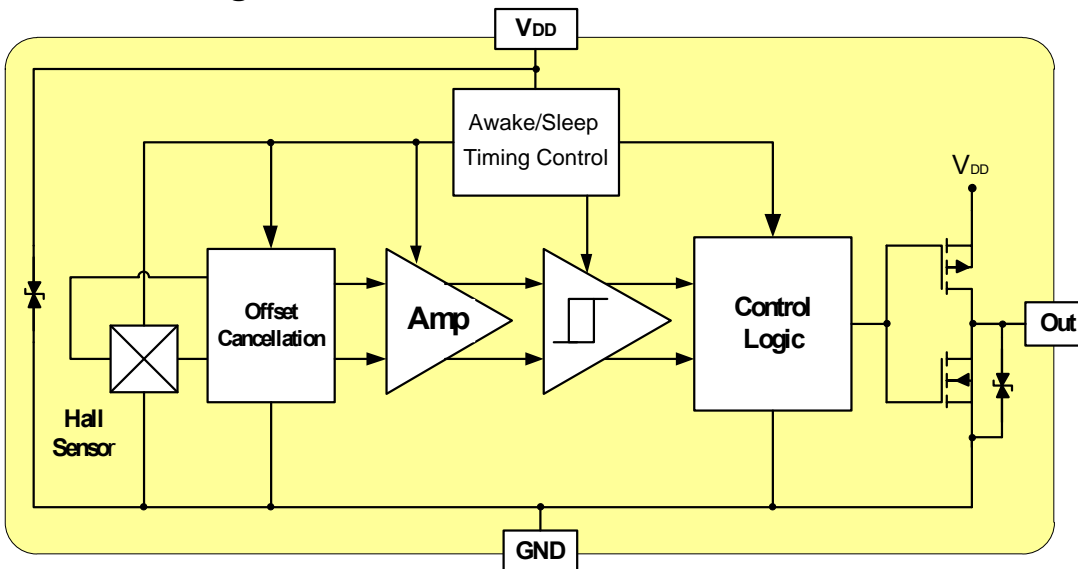 VDD
Awake/Sleep
Timing Control
VDD
Offset
Cancellation
Amp
Control
Logic
Out
Hall
Sensor
GND